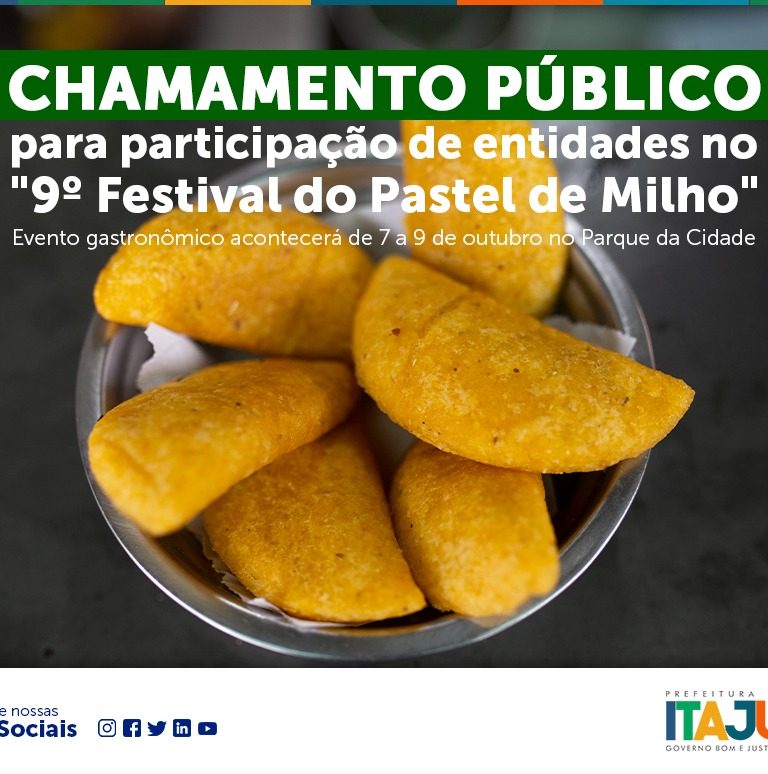 CHAMAMENTO PÚBLICO
para participação de entidades no
"9º Festival do Pastel de Milho"
Evento gastronômico acontecerá de 7 a 9 de outubro no Parque da Cidade
e nossas
Sociais
PREFEITURA
ITAJU
GOVERNO BOM E JUST